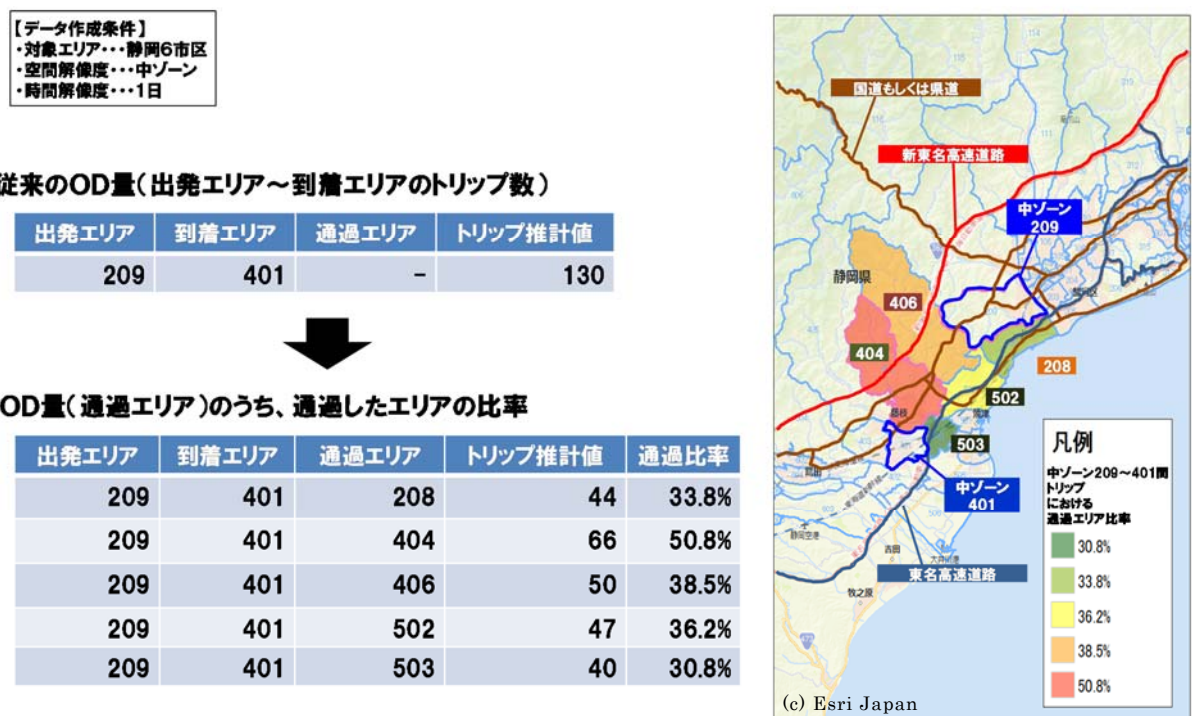 【データ作成条件】
・対象エリア・・・静岡6市区
・空間解像度・・・中ゾーン
・時間解像度・・・1日
従来のOD量（出発エリア～到着エリアのトリップ数）
出発エリア 到着エリア 通過エリア トリップ推計値
209 401 - 130
OD量（通過エリア）のうち、通過したエリアの比率
出発エリア 到着エリア 通過エリア トリップ推計値 通過比率
209 401 208 44 33.8%
209 401 404 66 50.8%
209 401 406 50 38.5%
209 401 502 47 36.2%
209 401 503 40 30.8%
国道もしくは県道
新東名高速道路
中ゾーン
209
静岡県
406
404
208
502
503
中ゾーン
401
静岡空港
吉田
東名高速道路
牧之原
凡例
中ゾーン209～401間
トリップ
における
通過エリア比率
30.8%
33.8%
36.2%
38.5%
50.8%
(c) Esri Japan